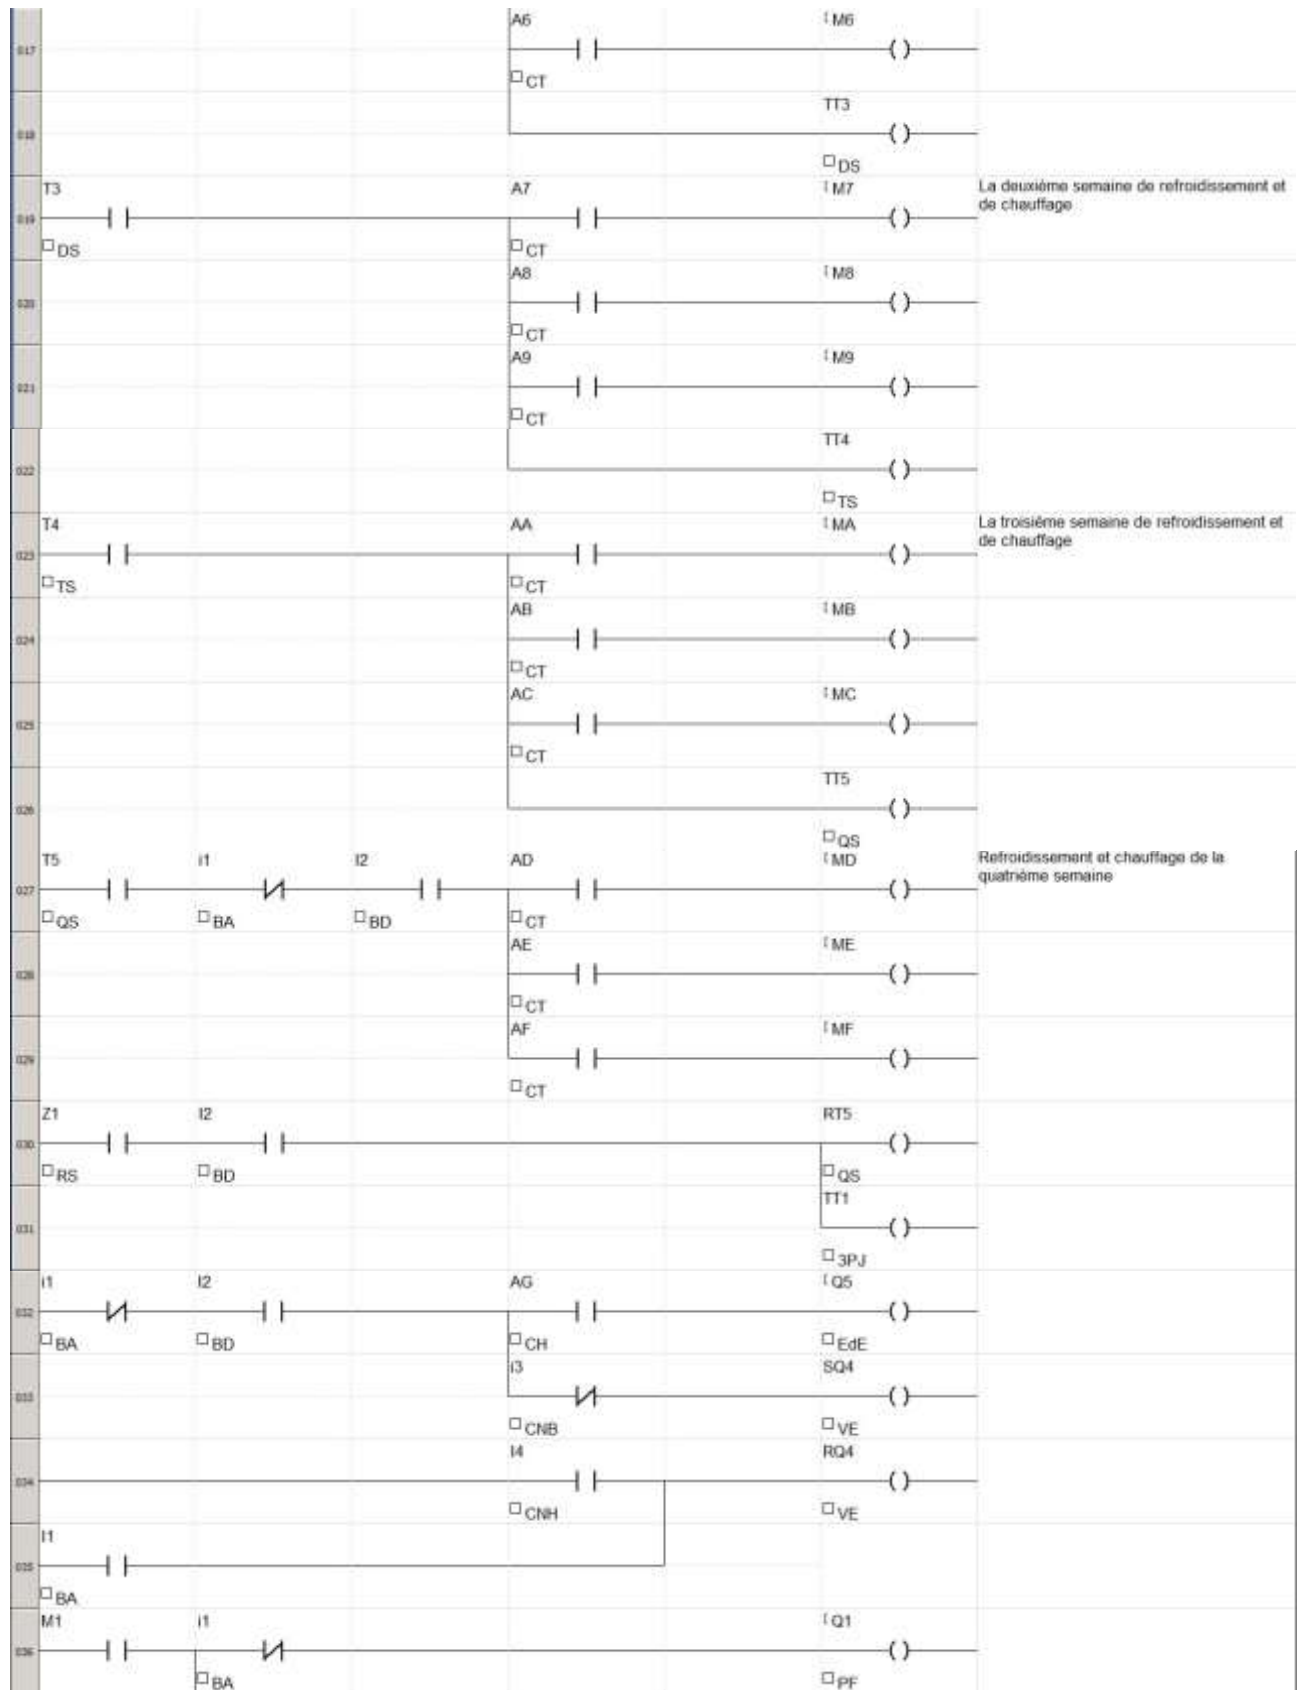 A6 [ M6
017
CT
TT3
018
DS
T3 A7 [ M7 La deuxième semaine de refroidissement et
de chauffage
019
DS CT
A8 [ M8
020
CT
A9 [ M9
021
CT
TT4
022
TS
T4 AA [ MA La troisième semaine de refroidissement et
de chauffage
023
TS CT
AB [ MB
024
CT
AC [ MC
025
CT
TT5
026
QS
T5 i1 I2 AD [ MD Refroidissement et chauffage de la
quatrième semaine
027
QS BA BD CT
AE [ ME
028
CT
AF [ MF
029
CT
Z1 I2 RT5
030
RS BD QS
TT1
031
3PJ
i1 I2 AG [ Q5
032
BA BD CH EdE
i3 SQ4
033
CNB VE
I4 RQ4
034
CNH VE
I1
035
BA
M1 i1 [ Q1
036
BA PF